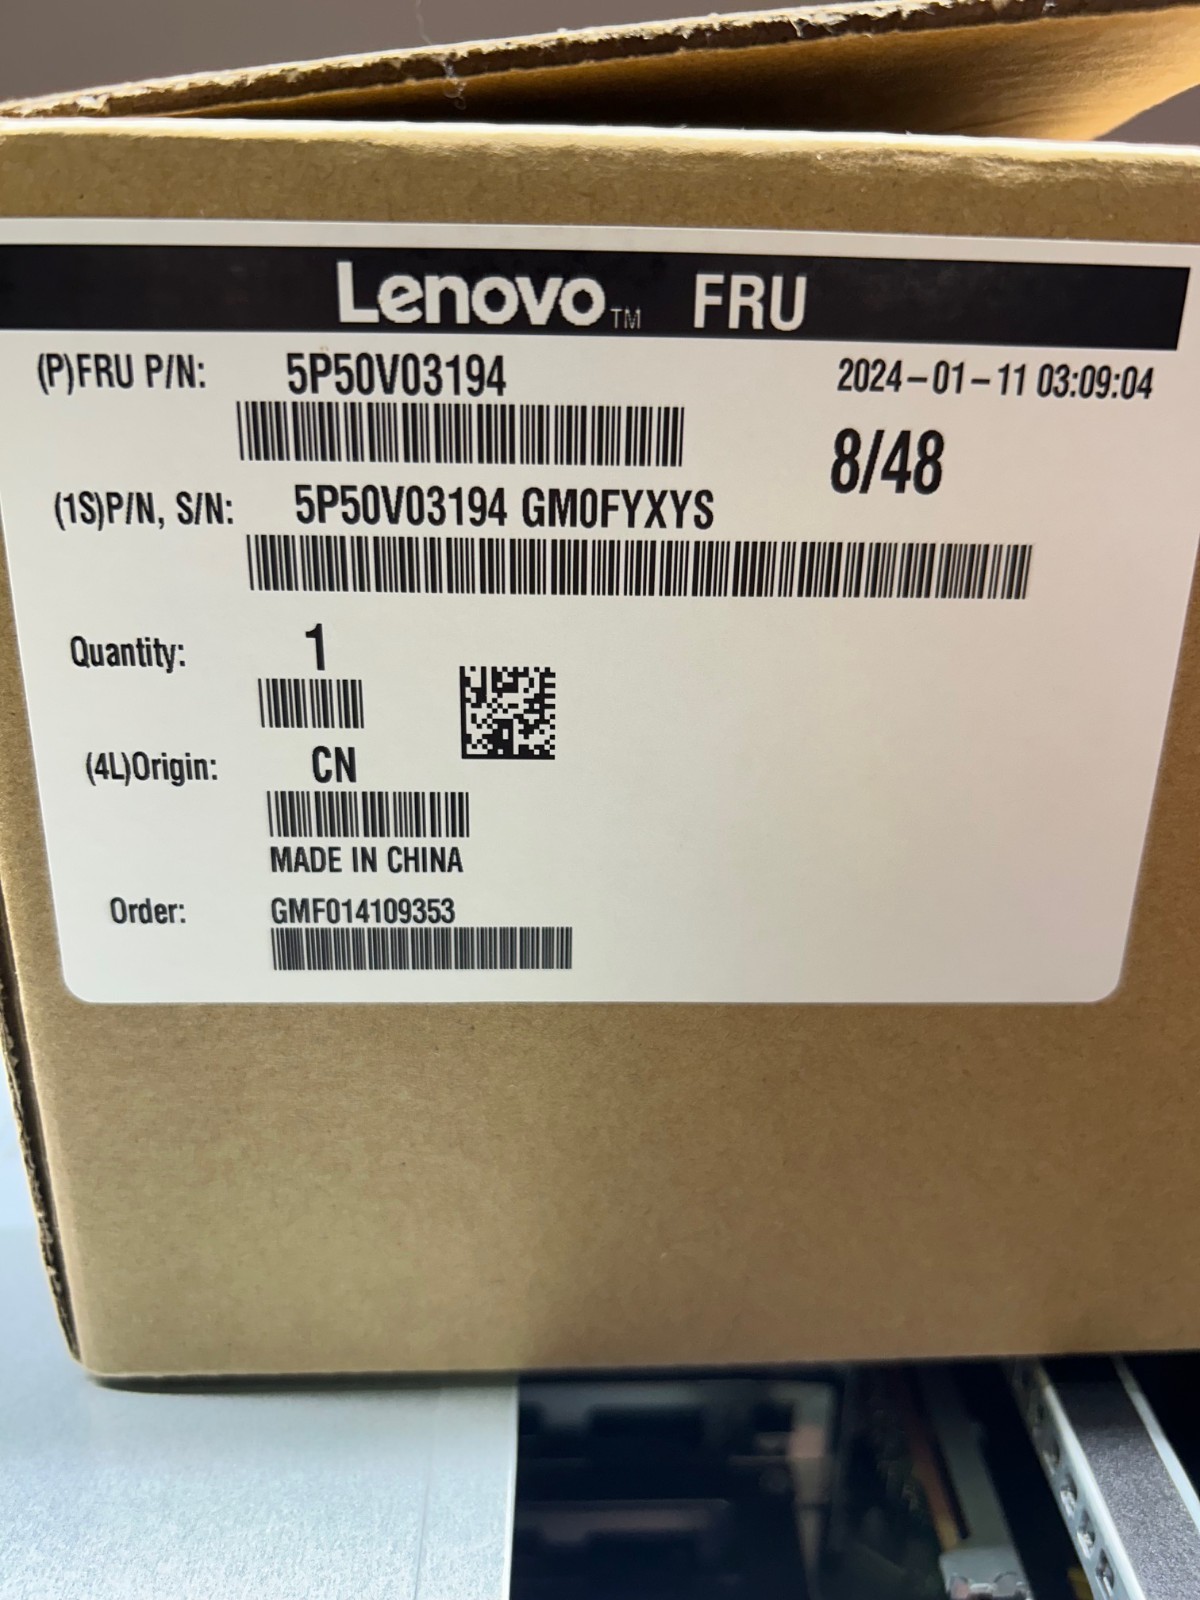 Lenovo™ FRU
(P)FRU P/N: 5P50V03194
2024-01-11 03:09:04
8/48
(1S)P/N, S/N: 5P50V03194 GM0FYXYS
Quantity: 1
(4L)Origin: CN
MADE IN CHINA
Order: GMF014109353